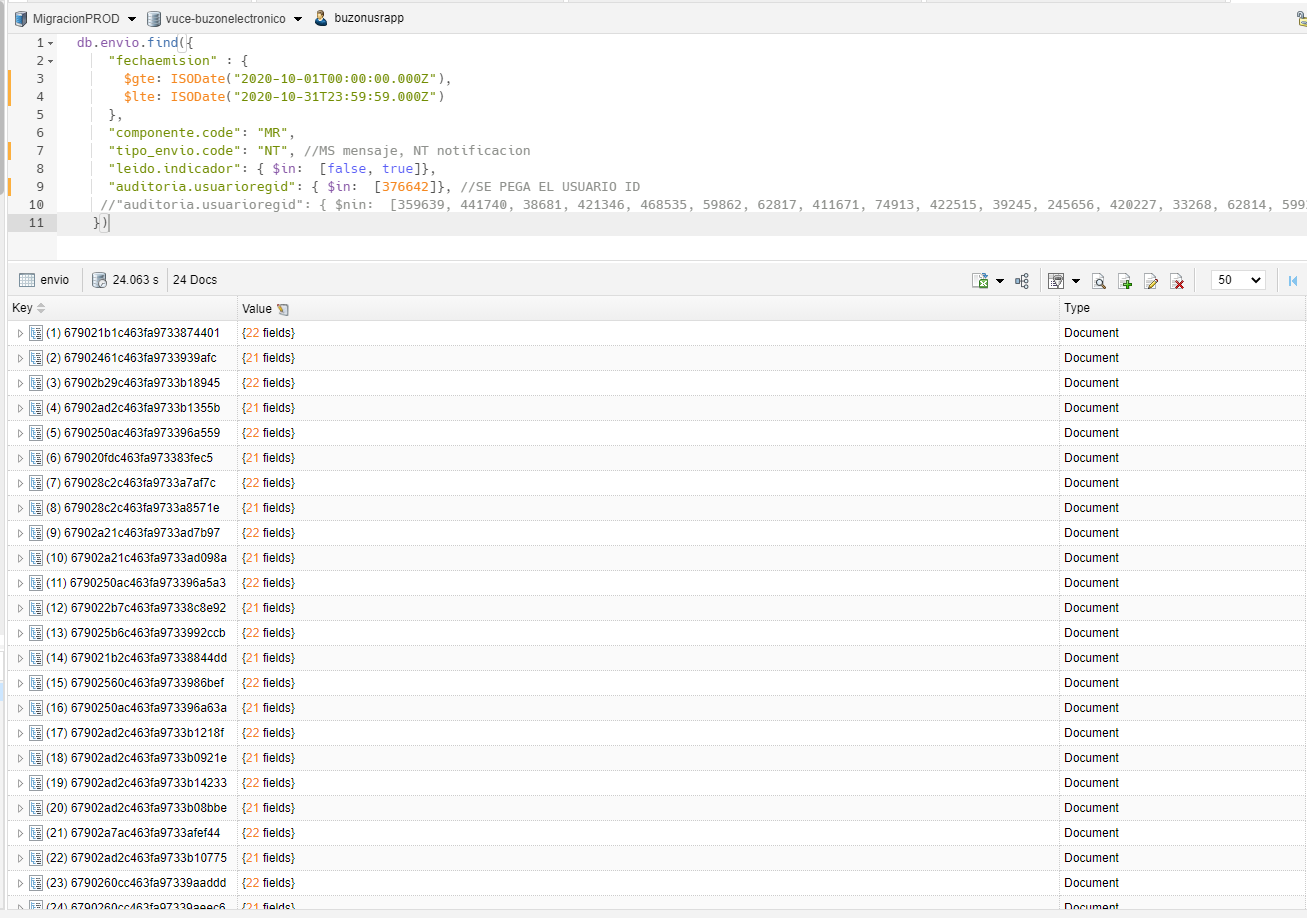 MigracionPROD vuce-buzonelectronico buzonusrapp
1 db.envio.find({
2 "fechaemision" : {
3 $gte: ISODate("2020-10-01T00:00:00.000Z"),
4 $lte: ISODate("2020-10-31T23:59:59.000Z")
5 },
6 "componente.code": "MR",
7 "tipo_envio.code": "NT", //MS mensaje, NT notificacion
8 "leido.indicador": { $in: [false, true]},
9 "auditoria.usuarioregid": { $in: [376642]}, //SE PEGA EL USUARIO ID
10 //"auditoria.usuarioregid": { $nin: [359639, 441740, 38681, 421346, 468535, 59862, 62817, 411671, 74913, 422515, 39245, 245656, 420227, 33268, 62814, 599
11 })
envio 24.063 s 24 Docs 50
Key Value Type
(1) 679021b1c463fa9733874401 {22 fields} Document
(2) 67902461c463fa9733939afc {21 fields} Document
(3) 67902b29c463fa9733b18945 {22 fields} Document
(4) 67902ad2c463fa9733b1355b {21 fields} Document
(5) 6790250ac463fa973396a559 {22 fields} Document
(6) 679020fdc463fa973383fec5 {21 fields} Document
(7) 679028c2c463fa9733a7af7c {22 fields} Document
(8) 679028c2c463fa9733a8571e {21 fields} Document
(9) 67902a21c463fa9733ad7b97 {22 fields} Document
(10) 67902a21c463fa9733ad098a {21 fields} Document
(11) 6790250ac463fa973396a5a3 {22 fields} Document
(12) 679022b7c463fa97338c8e92 {21 fields} Document
(13) 679025b6c463fa9733992ccb {22 fields} Document
(14) 679021b2c463fa97338844dd {21 fields} Document
(15) 67902560c463fa9733986bef {22 fields} Document
(16) 6790250ac463fa973396a63a {21 fields} Document
(17) 67902ad2c463fa9733b1218f {22 fields} Document
(18) 67902ad2c463fa9733b0921e {21 fields} Document
(19) 67902ad2c463fa9733b14233 {22 fields} Document
(20) 67902ad2c463fa9733b08bbe {21 fields} Document
(21) 67902a7ac463fa9733afef44 {22 fields} Document
(22) 67902ad2c463fa9733b10775 {21 fields} Document
(23) 6790260cc463fa97339aaddd {22 fields} Document
(24) 6790260cc463fa97339aeec6 {21 fields} Document